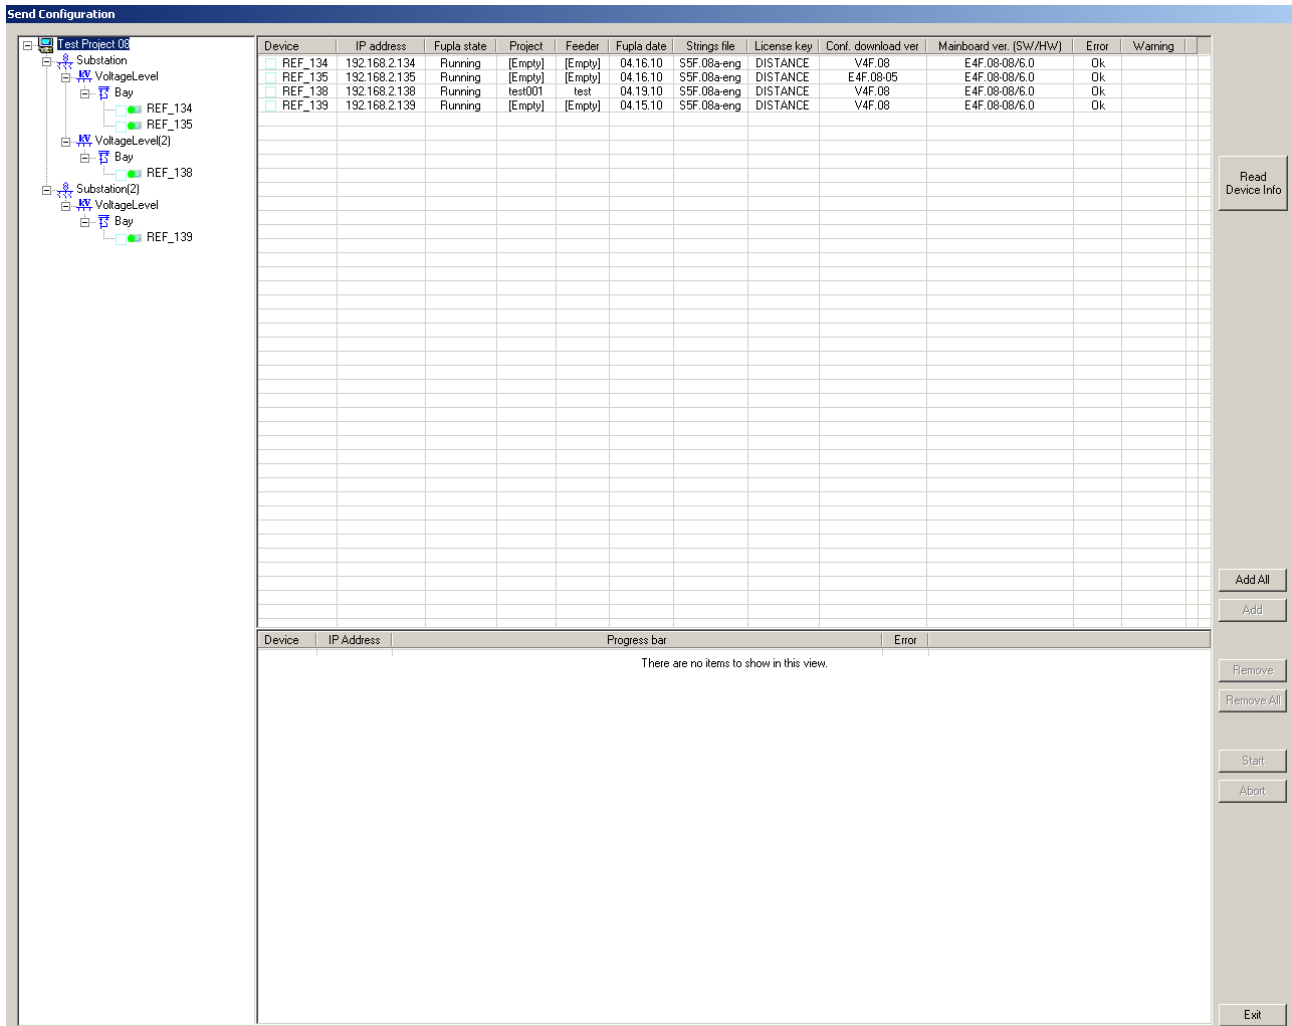 Send Configuration
Test Project 08
Substation
VoltageLevel
Bay
REF_134
REF_135
VoltageLevel(2)
Bay
REF_138
Substation(2)
VoltageLevel
Bay
REF_139
Device IP address Fupla state Project Feeder Fupla date Strings file License key Conf. download ver Mainboard ver. (SW/HW) Error Warning
REF_134 192.168.2.134 Running [Empty] [Empty] 04.16.10 S5F.08a-eng DISTANCE V4F.08 E4F.08-08/6.0 Ok
REF_135 192.168.2.135 Running [Empty] [Empty] 04.16.10 S5F.08a-eng DISTANCE E4F.08-05 E4F.08-08/6.0 Ok
REF_138 192.168.2.138 Running test001 test 04.19.10 S5F.08a-eng DISTANCE V4F.08 E4F.08-08/6.0 Ok
REF_139 192.168.2.139 Running [Empty] [Empty] 04.15.10 S5F.08a-eng DISTANCE V4F.08 E4F.08-08/6.0 Ok
Device IP Address Progress bar Error
There are no items to show in this view.
Read
Device Info
Add All
Add
Remove
Remove All
Start
Abort
Exit